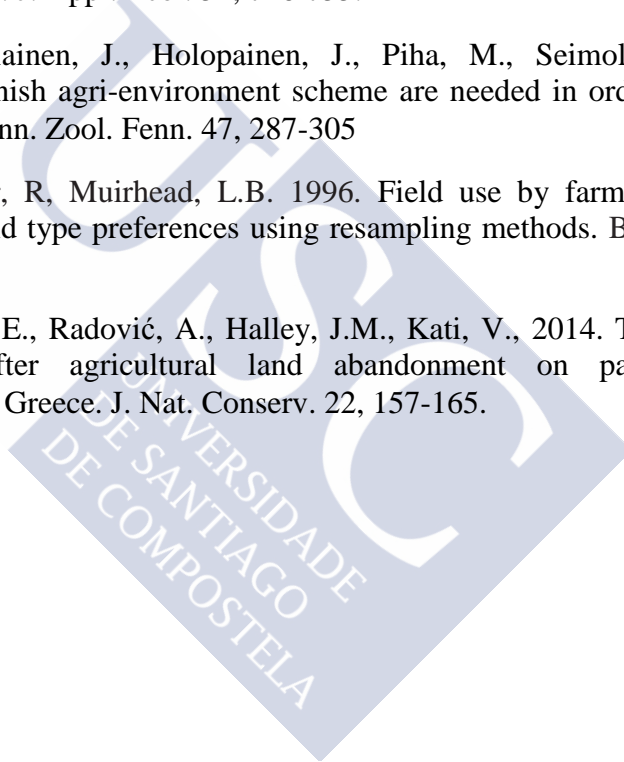 ainen, J., Holopainen, J., Piha, M., Seimol
nish agri-environment scheme are needed in ord
nn. Zool. Fenn. 47, 287-305
, R, Muirhead, L.B. 1996. Field use by farm
d type preferences using resampling methods. B
E., Radović, A., Halley, J.M., Kati, V., 2014. T
fter agricultural land abandonment on pa
Greece. J. Nat. Conserv. 22, 157-165.
USC
UNIVERSIDADE
DE SANTIAGO
DE COMPOSTELA